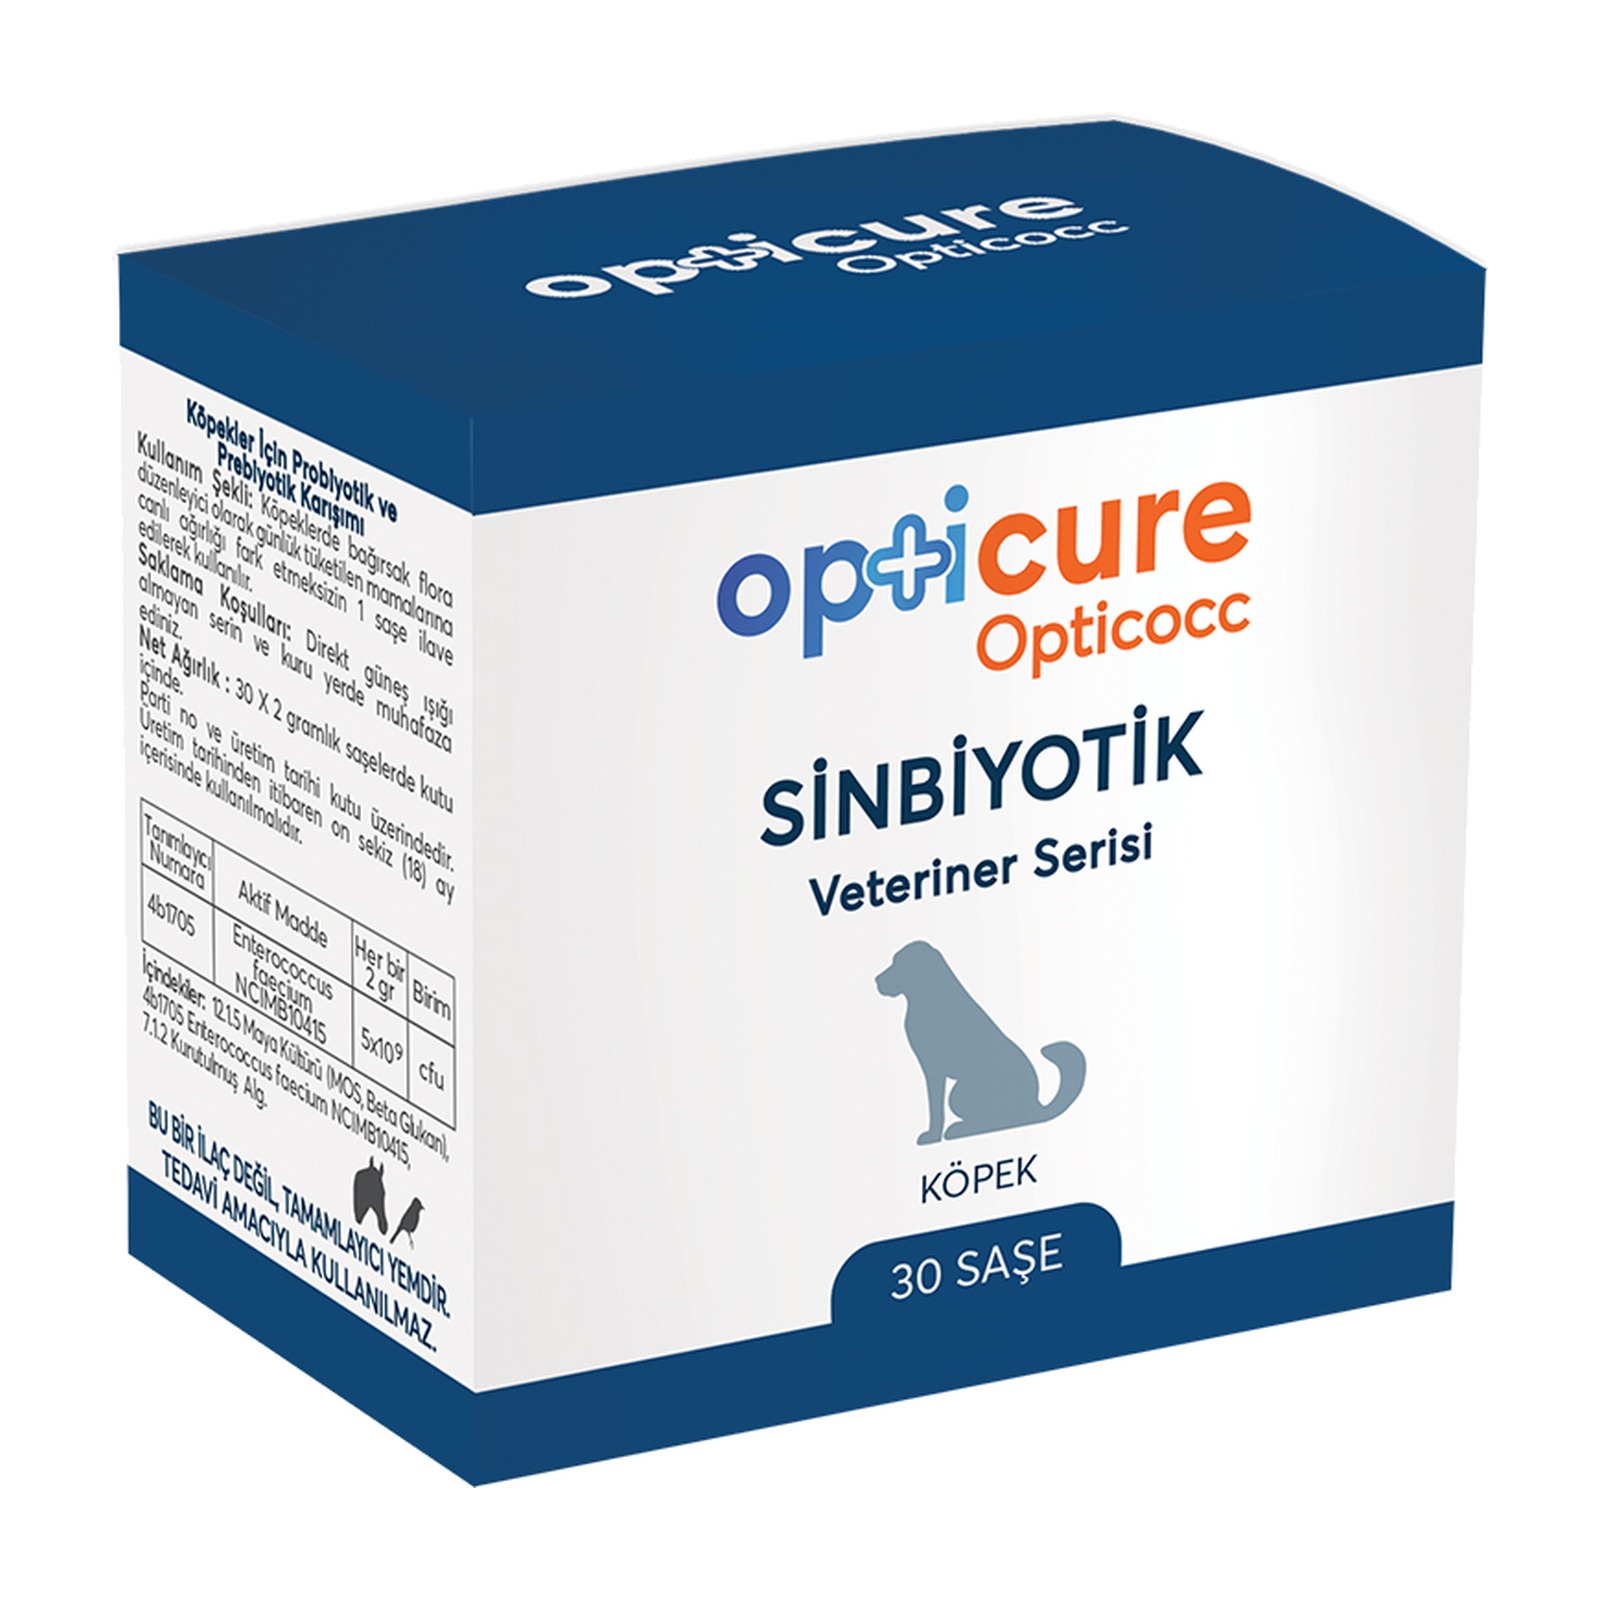 opticure
Opticocc
opticure
Opticocc
SİNBİYOTİK
Veteriner Serisi
KÖPEK
30 SAŞE
Köpekler İçin Probiyotik ve
Prebiyotik Karışımı
Kullanım Şekli: Köpeklerde bağırsak flora
düzenleyici olarak günlük tüketilen mamalarına
canlı ağırlığı fark etmeksizin 1 saşe ilave
edilerek kullanılır.
Saklama Koşulları: Direkt güneş ışığı
almayan serin ve kuru yerde muhafaza
ediniz.
Net Ağırlık : 30 X 2 gramlık saşelerde kutu
içinde.
Parti no ve üretim tarihi kutu üzerindedir.
Üretim tarihinden itibaren on sekiz (18) ay
içerisinde kullanılmalıdır.
Tanımlayıcı Numara Aktif Madde Her bir 2 gr Birim
4b1705 Enterococcus faecium NCIMB10415 5x10⁹ cfu
İçindekiler: 12.1.5 Maya Kültürü (MOS, Beta Glukan),
4b1705 Enterococcus faecium NCIMB10415,
7.1.2 Kurutulmuş Alg.
BU BİR İLAÇ DEĞİL, TAMAMLAYICI YEMDİR.
TEDAVİ AMACIYLA KULLANILMAZ.